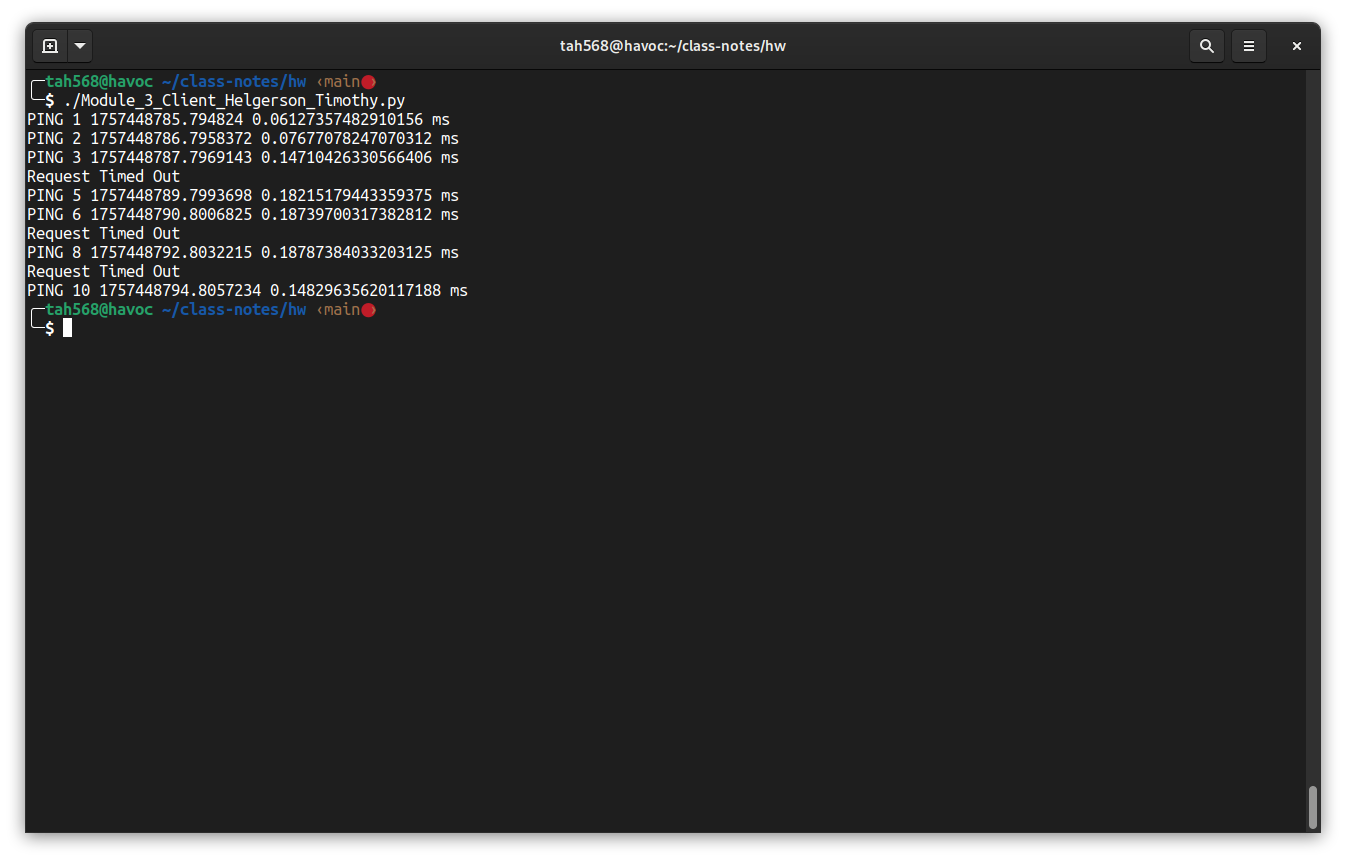 tah568@havoc:~/class-notes/hw
tah568@havoc ~/class-notes/hw ‹main
$ ./Module_3_Client_Helgerson_Timothy.py
PING 1 1757448785.794824 0.06127357482910156 ms
PING 2 1757448786.7958372 0.07677078247070312 ms
PING 3 1757448787.7969143 0.14710426330566406 ms
Request Timed Out
PING 5 1757448789.7993698 0.18215179443359375 ms
PING 6 1757448790.8006825 0.18739700317382812 ms
Request Timed Out
PING 8 1757448792.8032215 0.18787384033203125 ms
Request Timed Out
PING 10 1757448794.8057234 0.14829635620117188 ms
tah568@havoc ~/class-notes/hw ‹main
$